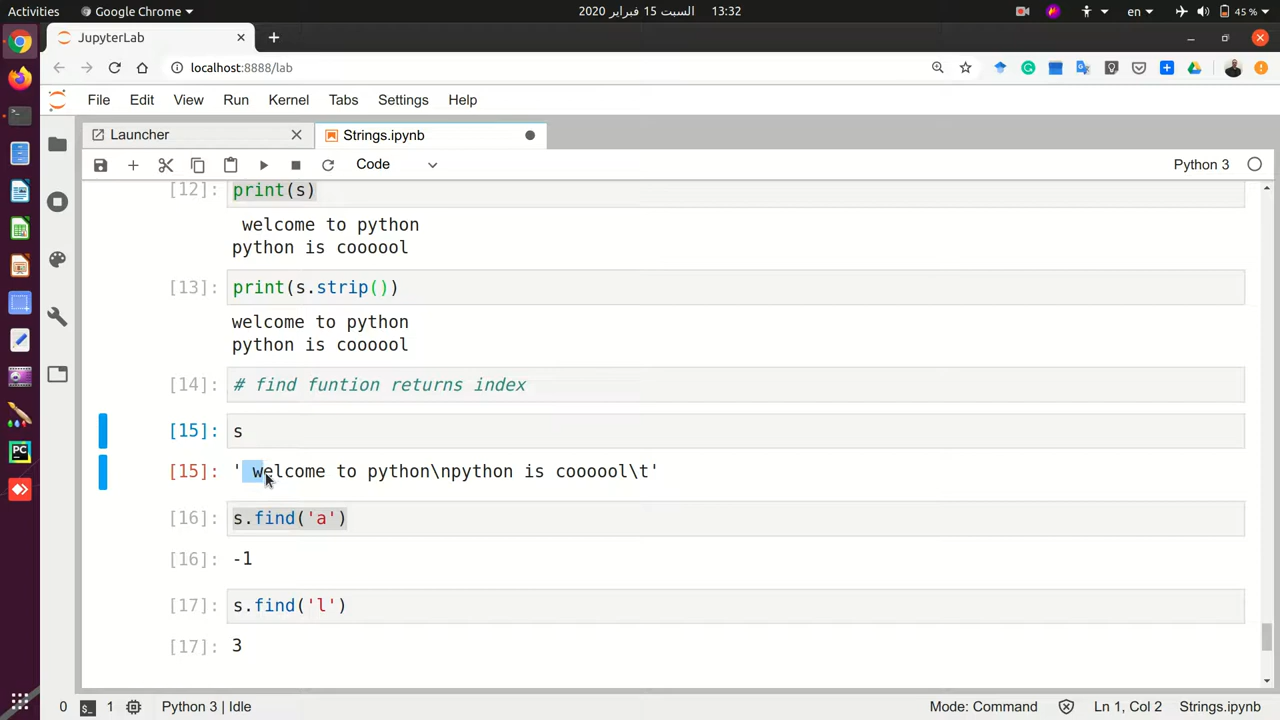 Activities
Google Chrome
السبت 15 فبراير 2020
13:32
en
45 %
JupyterLab
localhost:8888/lab
File
Edit
View
Run
Kernel
Tabs
Settings
Help
Launcher
Strings.ipynb
Code
Python 3
[12]: print(s)
welcome to python
python is coooool
[13]: print(s.strip())
welcome to python
python is coooool
[14]: # find funtion returns index
[15]: s
[15]: ' welcome to python\npython is coooool\t'
[16]: s.find('a')
[16]: -1
[17]: s.find('l')
[17]: 3
0
1
Python 3 | Idle
Mode: Command
Ln 1, Col 2
Strings.ipynb